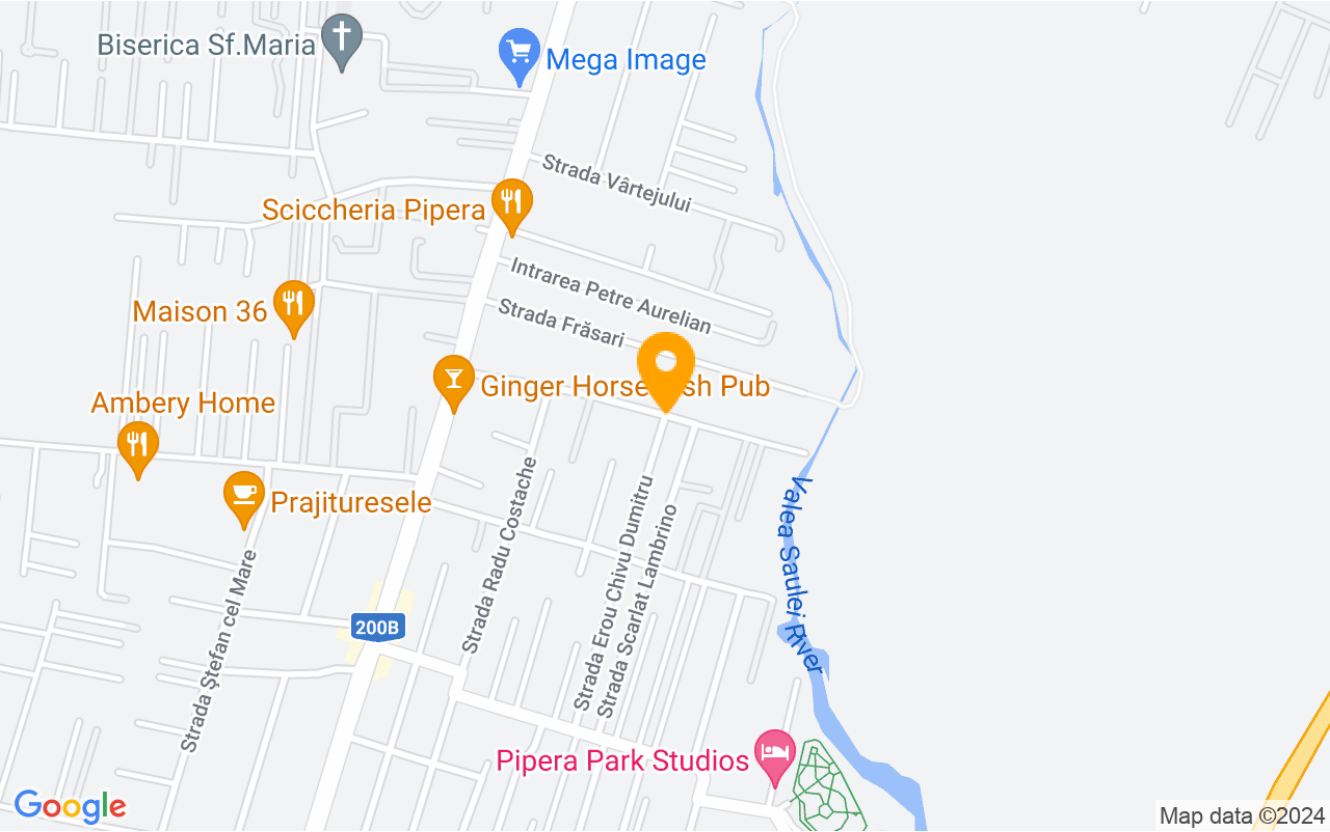 Biserica Sf.Maria
Mega Image
Strada Vârtejului
Sciccheria Pipera
Intrarea Petre Aurelian
Maison 36
Strada Frăsari
Ginger Horse
sh Pub
Ambery Home
Prajituresele
Strada Radu Costache
Strada Erou Chivu Dumitru
Strada Scarlat Lambrino
Valea Saulei River
Strada Ștefan cel Mare
200B
Pipera Park Studios
Google
Map data ©2024